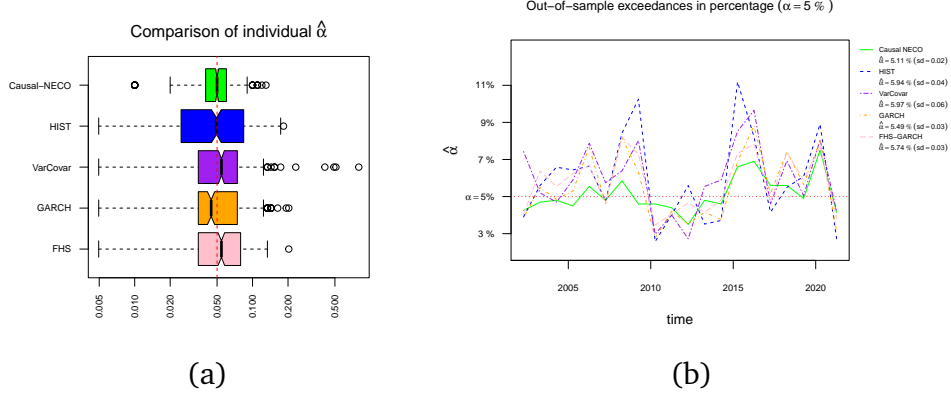 Comparison of individual α̂
Causal−NECO
HIST
VarCovar
GARCH
FHS
0.005
0.010
0.020
0.050
0.100
0.200
0.500
(a)
Out−of−sample exceedances in percentage (α = 5 % )
11%
9%
7 %
α = 5%
3 %
α̂
2005
2010
2015
2020
time
Causal NECO
α̂ = 5.11 % (sd = 0.02)
HIST
α̂ = 5.94 % (sd = 0.04)
VarCovar
α̂ = 5.97 % (sd = 0.06)
GARCH
α̂ = 5.49 % (sd = 0.03)
FHS−GARCH
α̂ = 5.74 % (sd = 0.03)
(b)